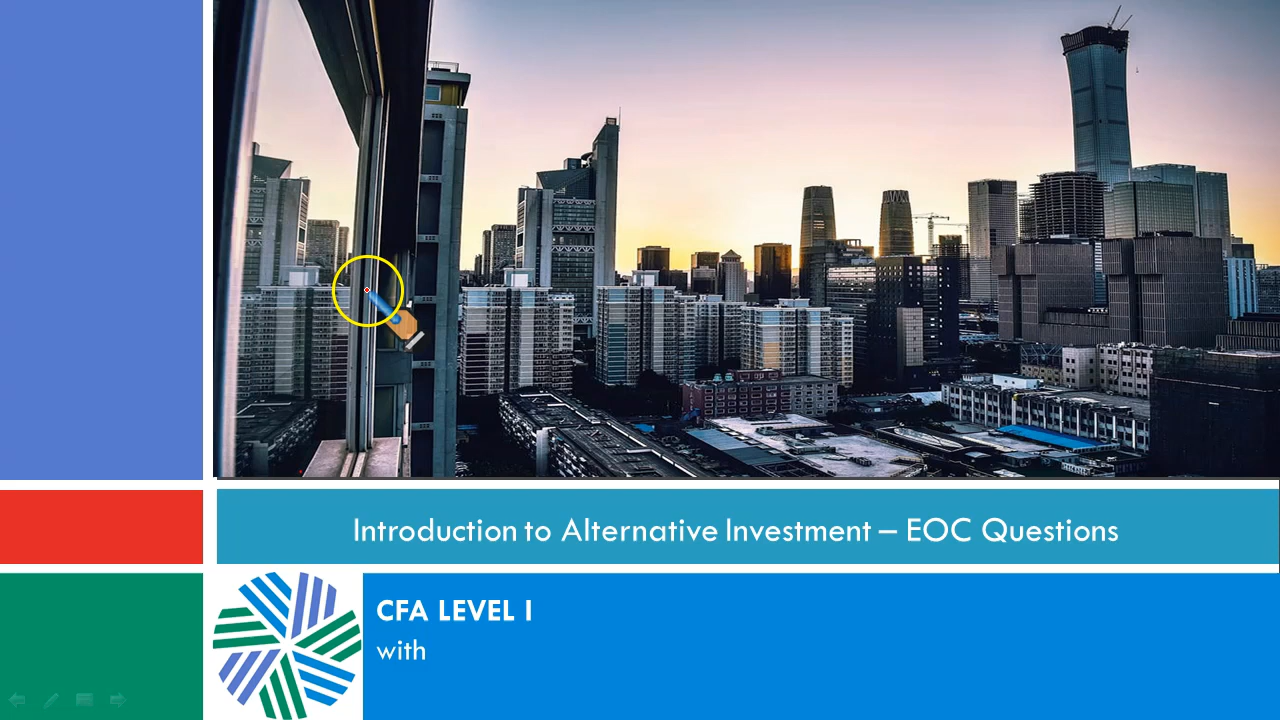 Introduction to Alternative Investment – EOC Questions
CFA LEVEL I
with